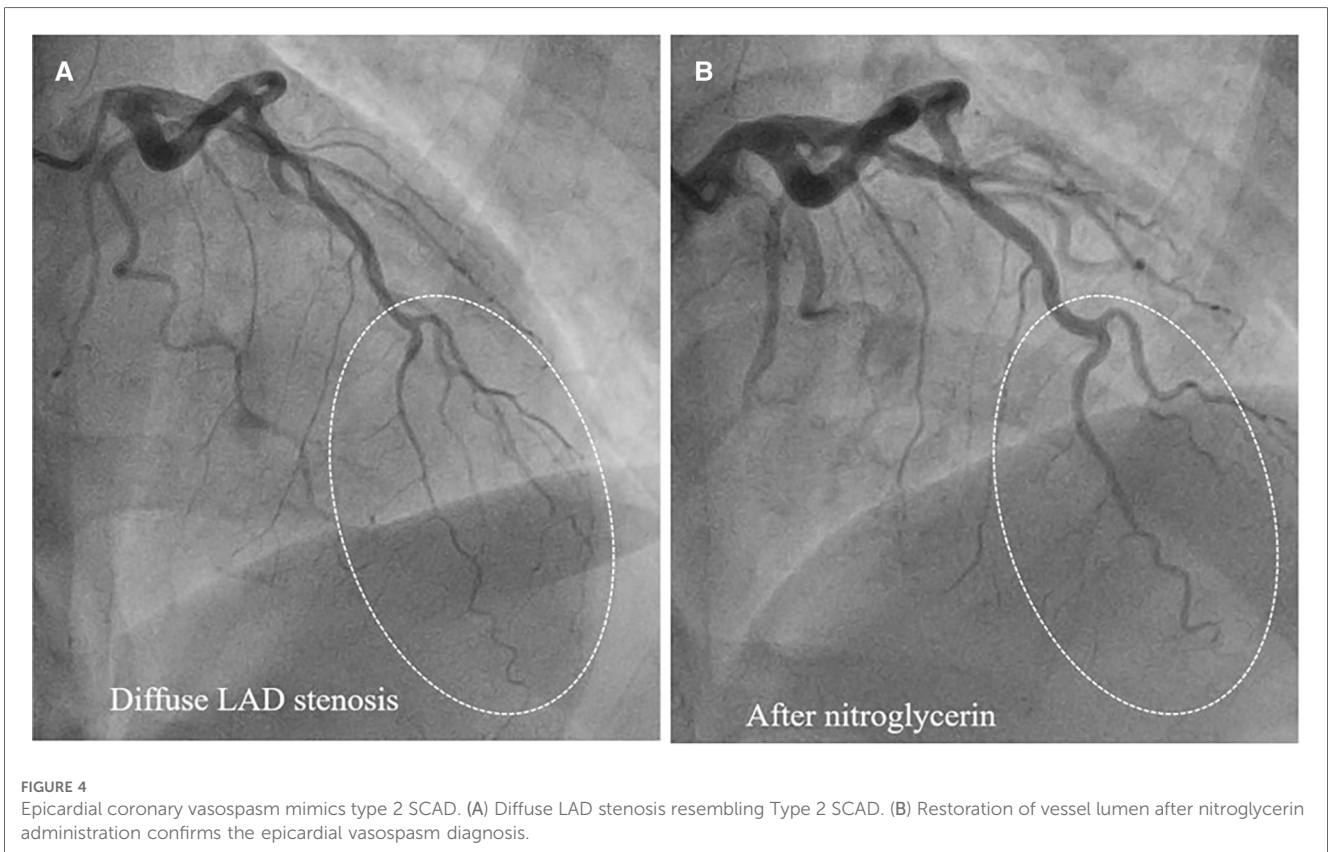 A
B
Diffuse LAD stenosis
After nitroglycerin
FIGURE 4
Epicardial coronary vasospasm mimics type 2 SCAD. (A) Diffuse LAD stenosis resembling Type 2 SCAD. (B) Restoration of vessel lumen after nitroglycerin
administration confirms the epicardial vasospasm diagnosis.